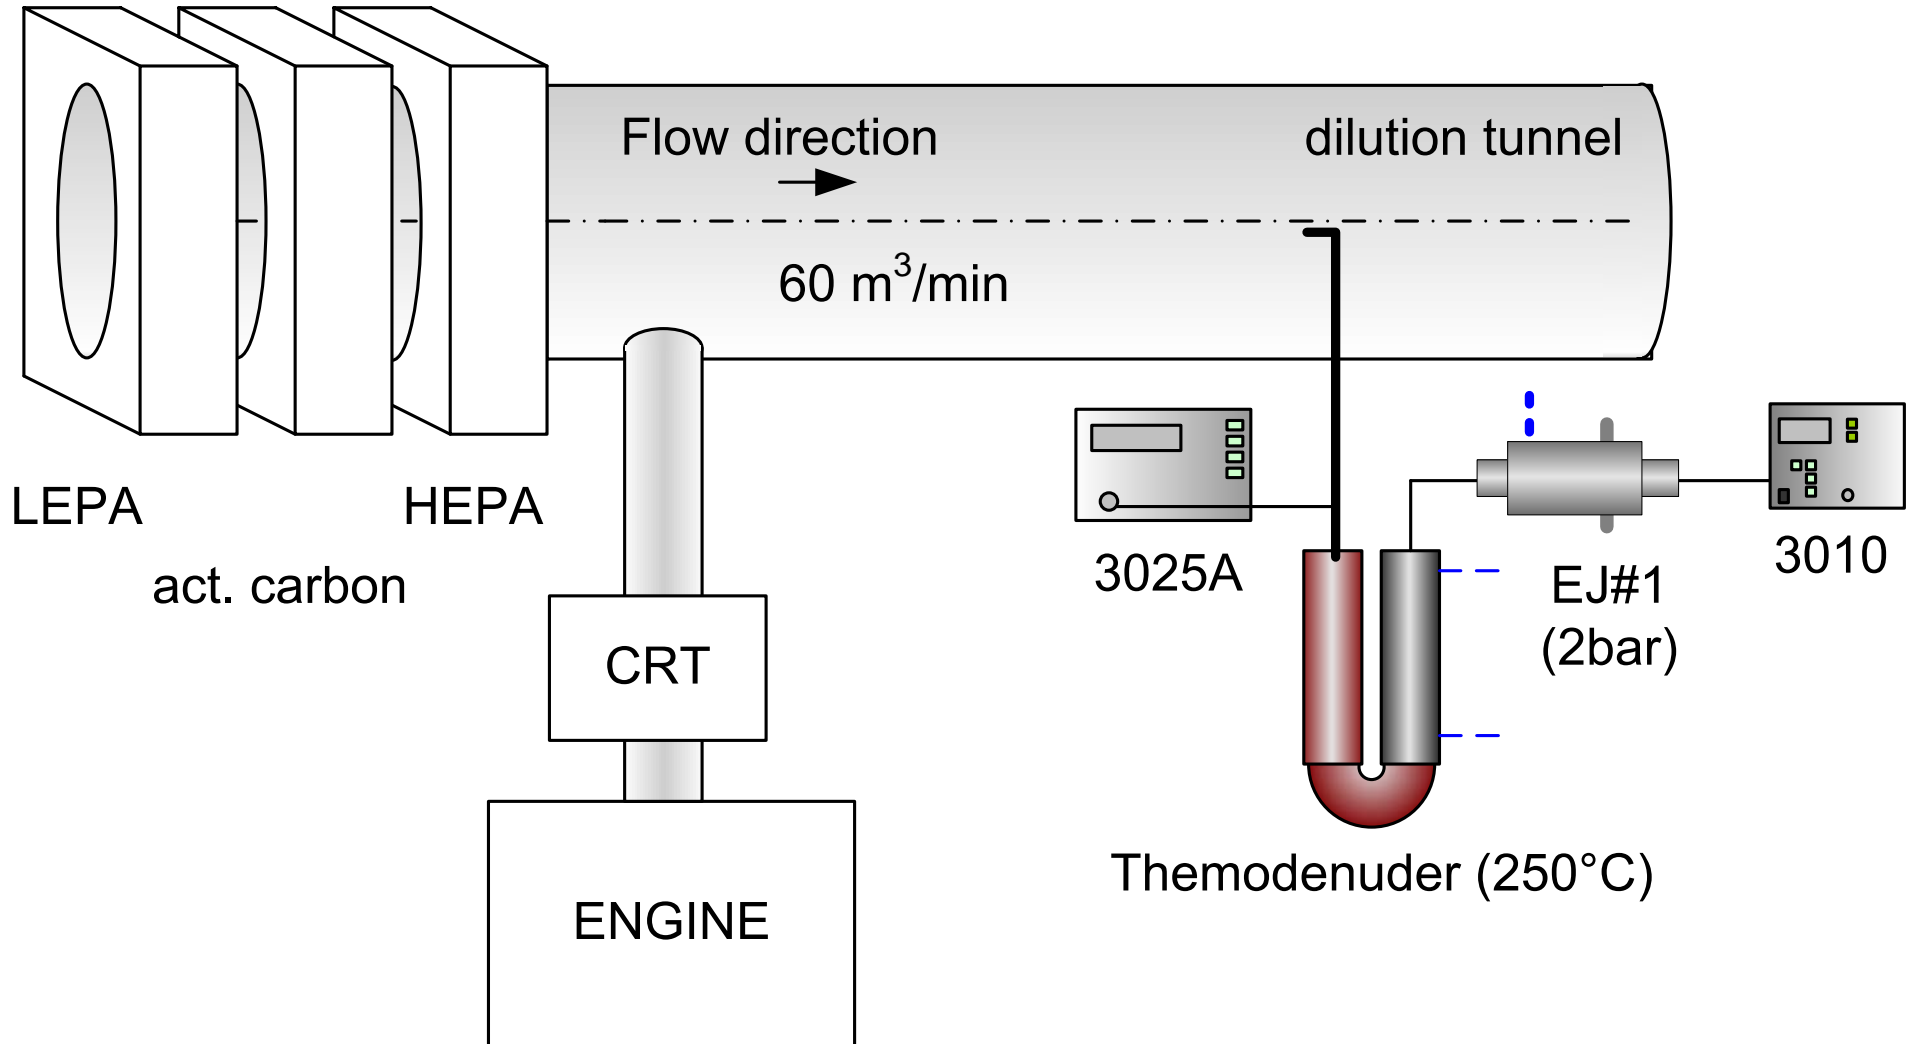 Flow direction
dilution tunnel
60 m³/min
LEPA
HEPA
act. carbon
CRT
ENGINE
3025A
EJ#1
(2bar)
3010
Themodenuder (250°C)